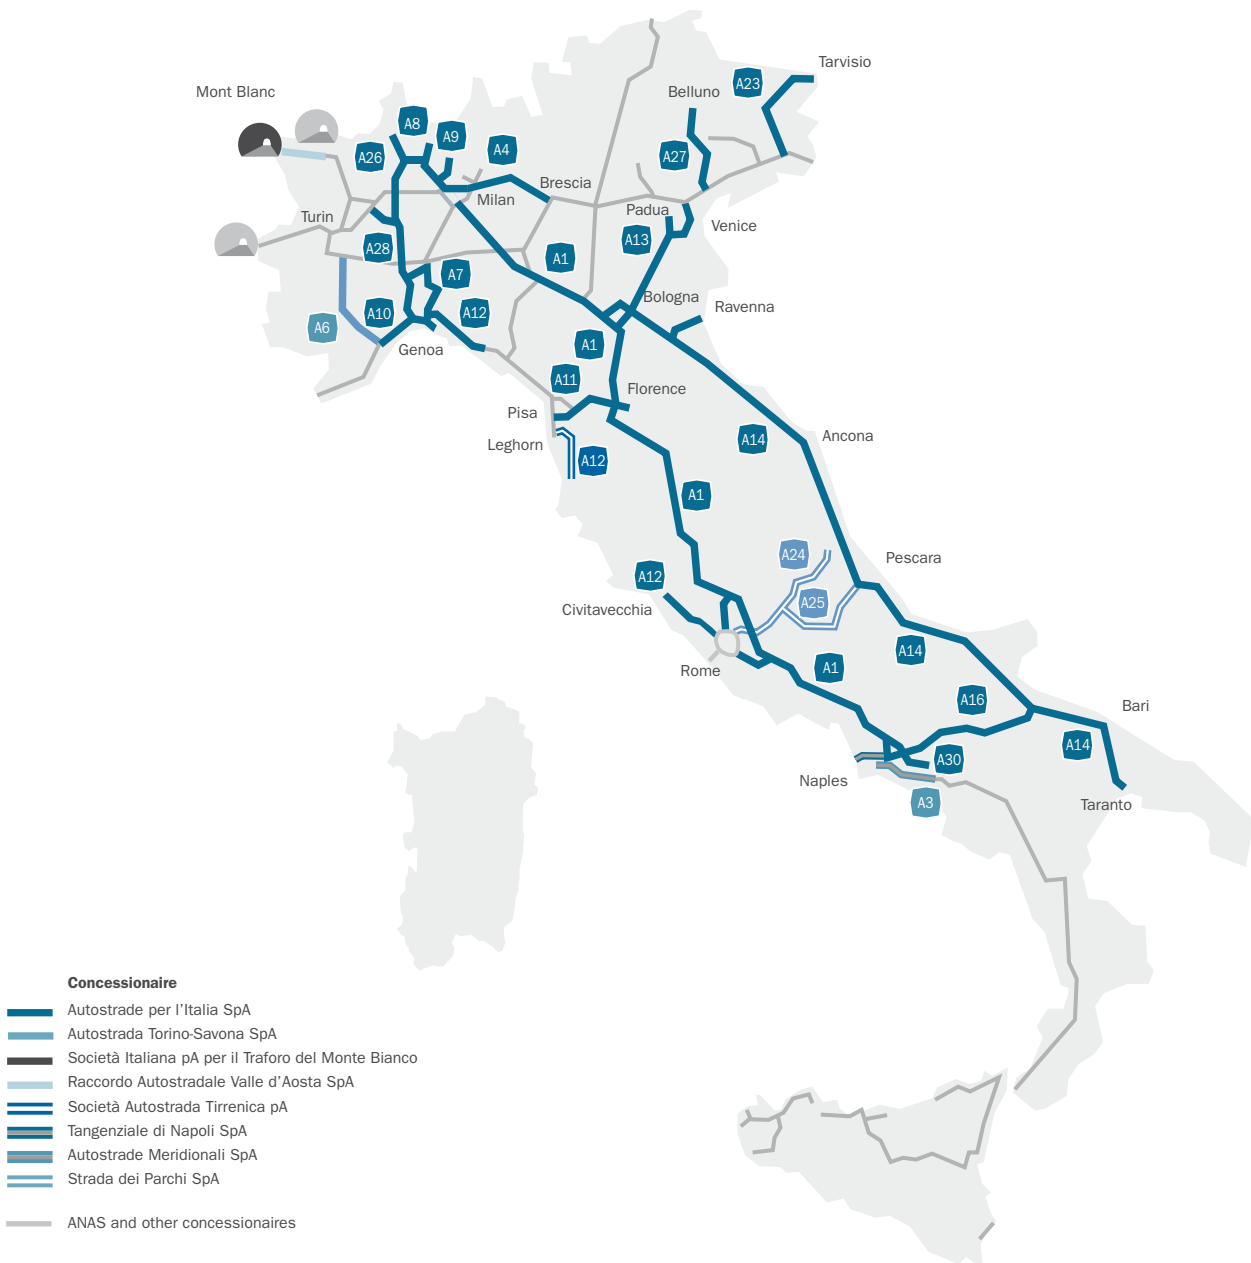 Tarvisio
A23
Belluno
Mont Blanc
A8
A9
A4
A26
A27
Brescia
Milan
Padua
Turin
Venice
A13
A28
A1
A7
Bologna
Ravenna
A10
A12
A6
A1
Genoa
A11
Florence
Pisa
Ancona
A14
Leghorn
A12
A1
A24
Pescara
A12
A25
Civitavecchia
A14
A1
Rome
A16
Bari
A14
A30
Naples
A3
Taranto
Concessionaire
Autostrade per l’Italia SpA
Autostrada Torino-Savona SpA
Società Italiana pA per il Traforo del Monte Bianco
Raccordo Autostradale Valle d’Aosta SpA
Società Autostrada Tirrenica pA
Tangenziale di Napoli SpA
Autostrade Meridionali SpA
Strada dei Parchi SpA
ANAS and other concessionaires